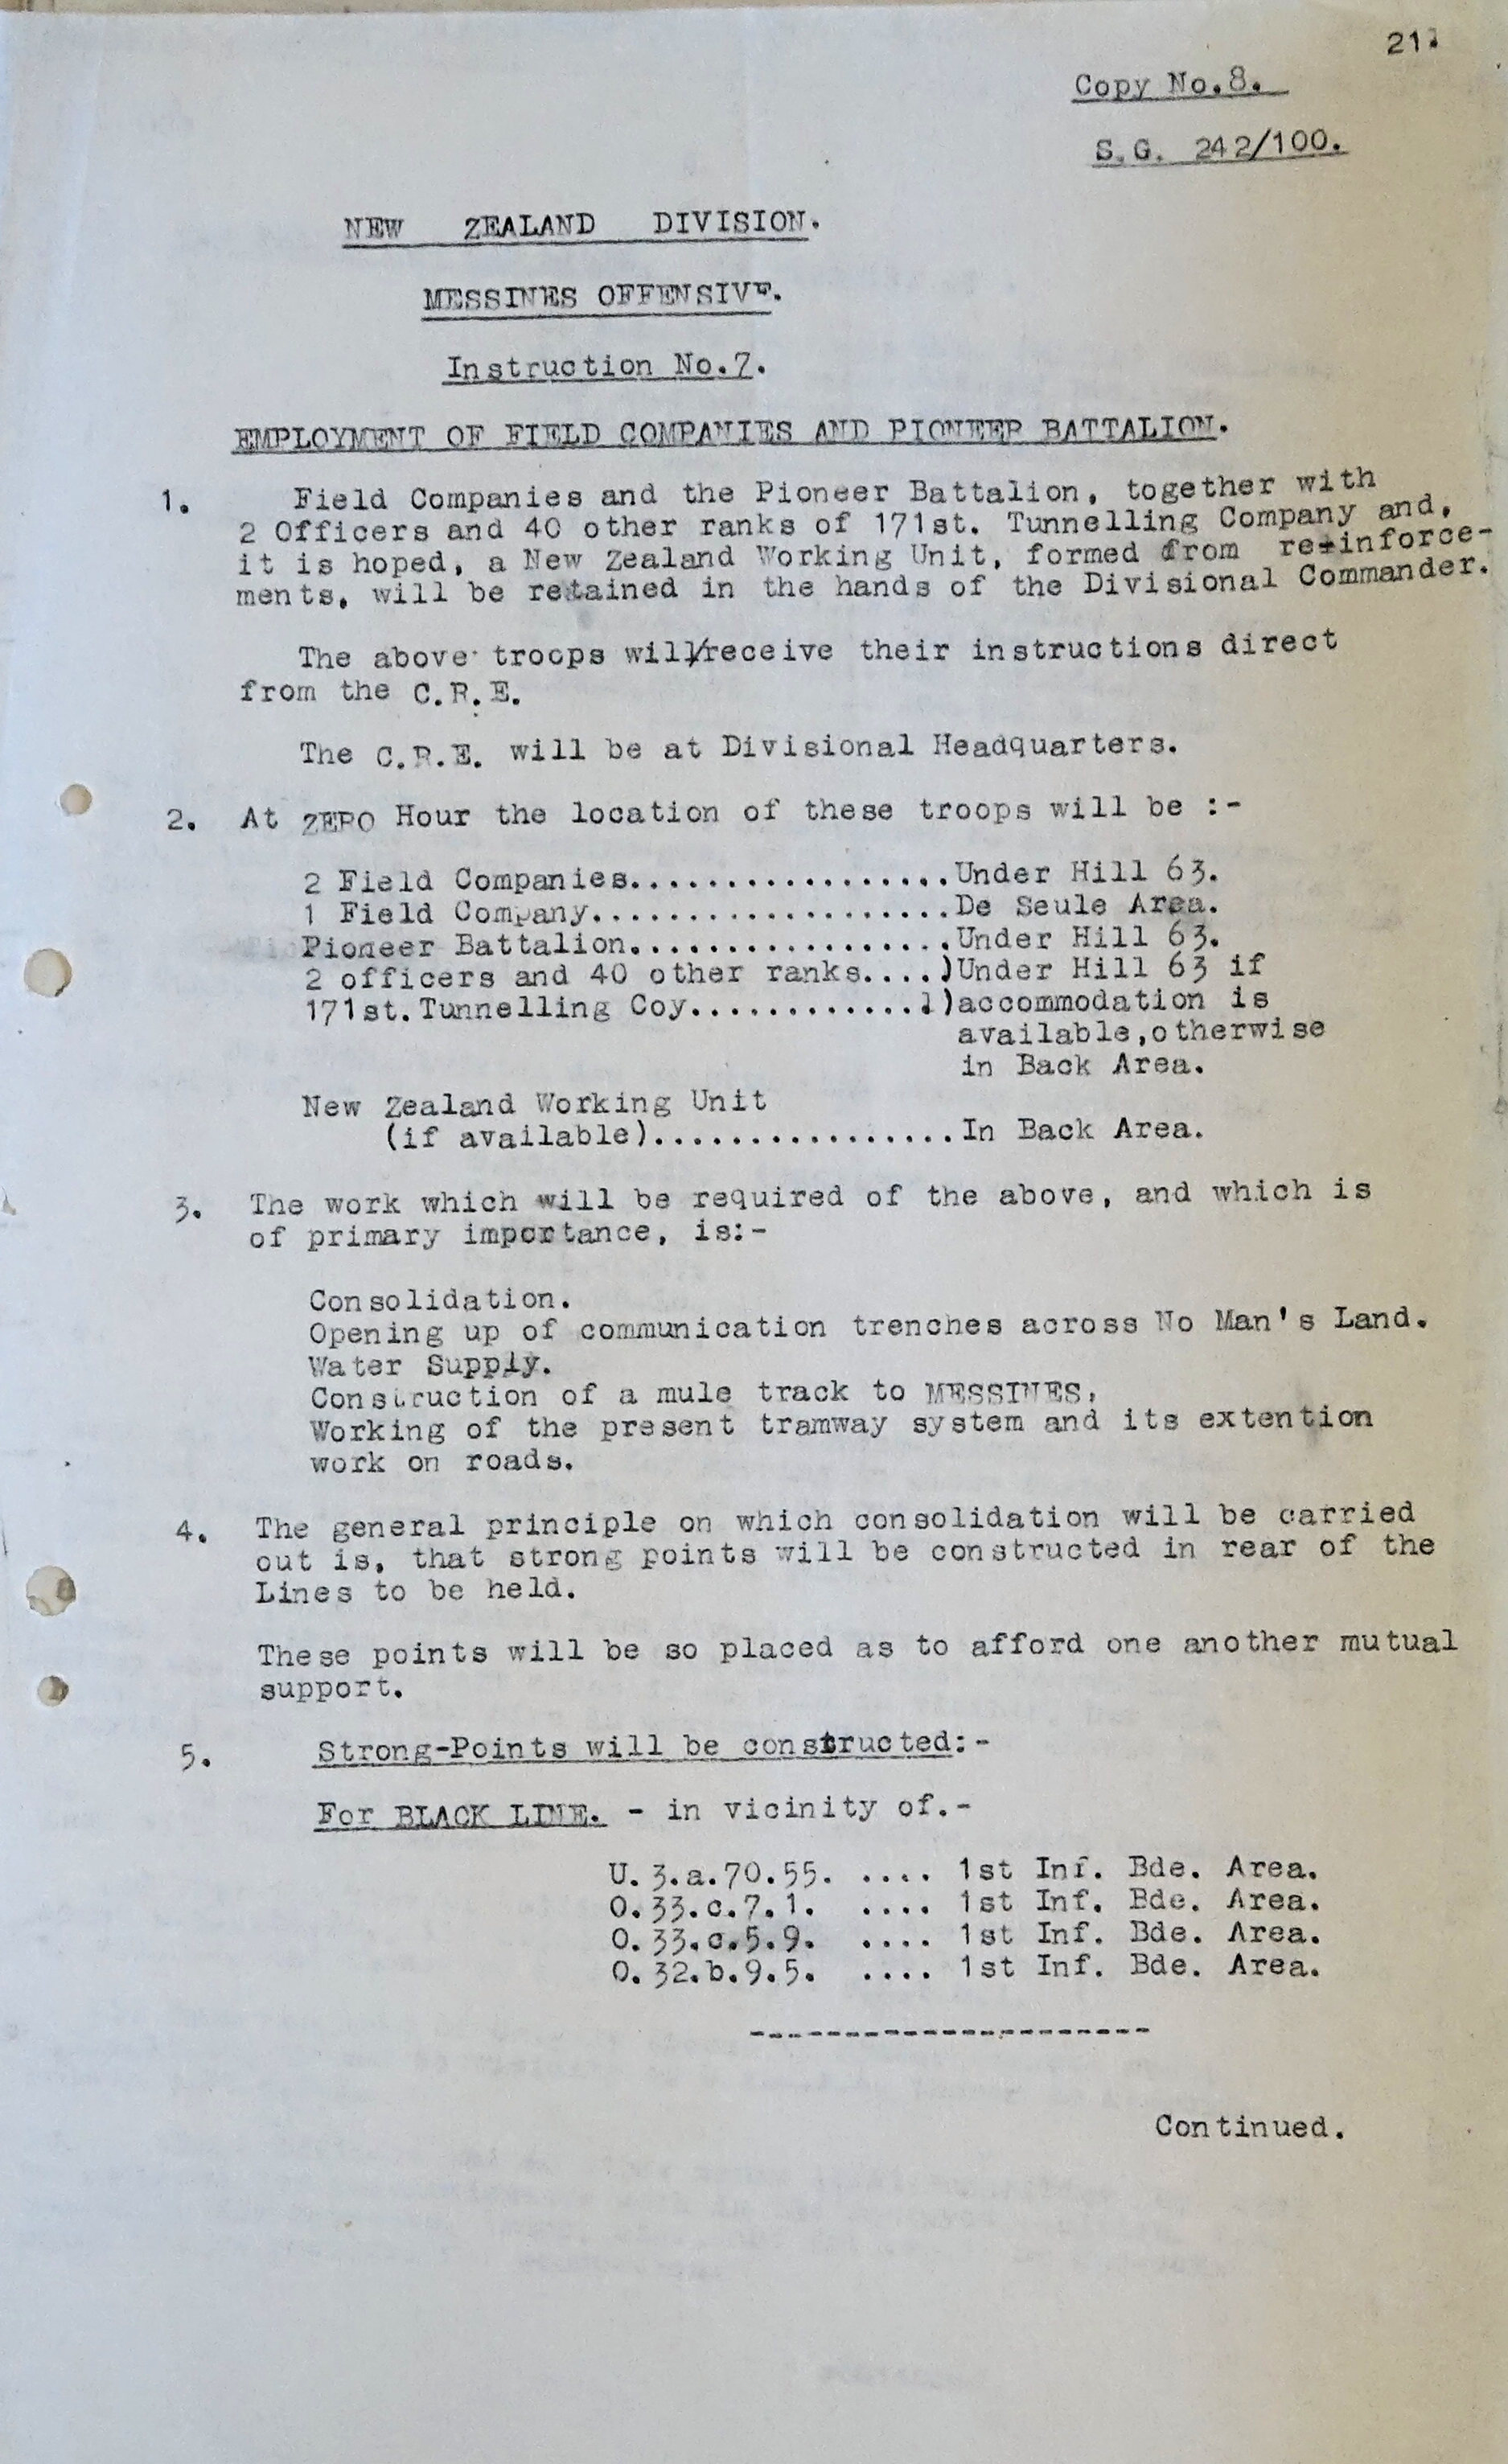 21.
Copy No.8.
S.G. 242/100.
NEW ZEALAND DIVISION.
MESSINES OFFENSIVE.
Instruction No.7.
EMPLOYMENT OF FIELD COMPANIES AND PIONEER BATTALION.
1. Field Companies and the Pioneer Battalion, together with
2 Officers and 40 other ranks of 171st. Tunnelling Company and,
it is hoped, a New Zealand Working Unit, formed from re-inforce-
ments, will be retained in the hands of the Divisional Commander.
The above troops will/receive their instructions direct
from the C.R.E.
The C.R.E. will be at Divisional Headquarters.
2. At ZERO Hour the location of these troops will be :-
2 Field Companies..................Under Hill 63.
1 Field Company....................De Seule Area.
Pioneer Battalion..................Under Hill 63.
2 officers and 40 other ranks....)Under Hill 63 if
171st.Tunnelling Coy.............)accommodation is
available,otherwise
in Back Area.
New Zealand Working Unit
(if available)................In Back Area.
3. The work which will be required of the above, and which is
of primary importance, is:-
Consolidation.
Opening up of communication trenches across No Man's Land.
Water Supply.
Construction of a mule track to MESSINES,
Working of the present tramway system and its extention
work on roads.
4. The general principle on which consolidation will be carried
out is, that strong points will be constructed in rear of the
Lines to be held.
These points will be so placed as to afford one another mutual
support.
5. Strong-Points will be constructed:-
For BLACK LINE. - in vicinity of.-
U.3.a.70.55. .... 1st Inf. Bde. Area.
O.33.c.7.1. .... 1st Inf. Bde. Area.
O.33.c.5.9. .... 1st Inf. Bde. Area.
O.32.b.9.5. .... 1st Inf. Bde. Area.
----------------------
Continued.